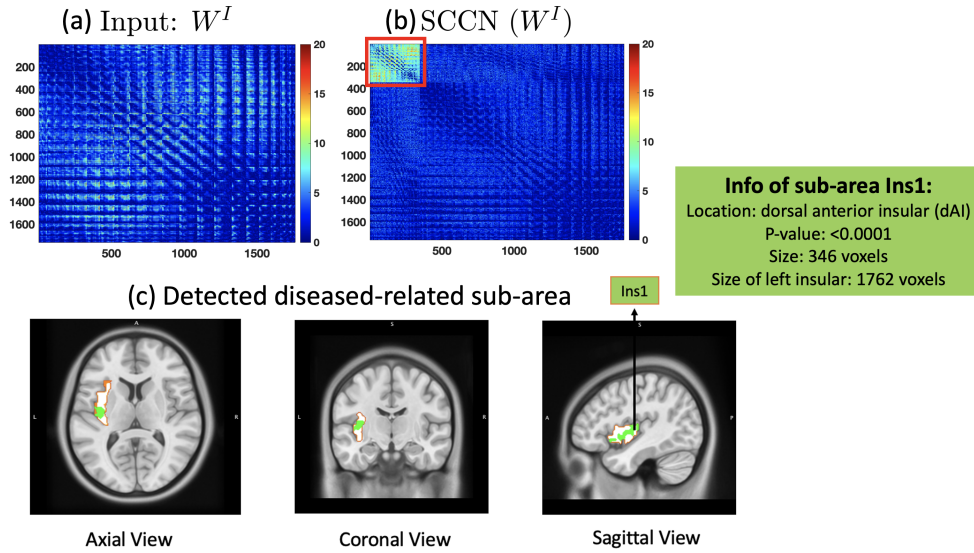 (a) Input: W^I
(b) SCCN (W^I)
20
15
10
5
0
200
400
600
800
1000
1200
1400
1600
500
1000
1500
20
15
10
5
0
200
400
600
800
1000
1200
1400
1600
500
1000
1500
Info of sub-area Ins1:
Location: dorsal anterior insular (dAI)
P-value: <0.0001
Size: 346 voxels
Size of left insular: 1762 voxels
(c) Detected diseased-related sub-area
Ins1
A
L
R
S
L
R
S
A
P
Axial View
Coronal View
Sagittal View